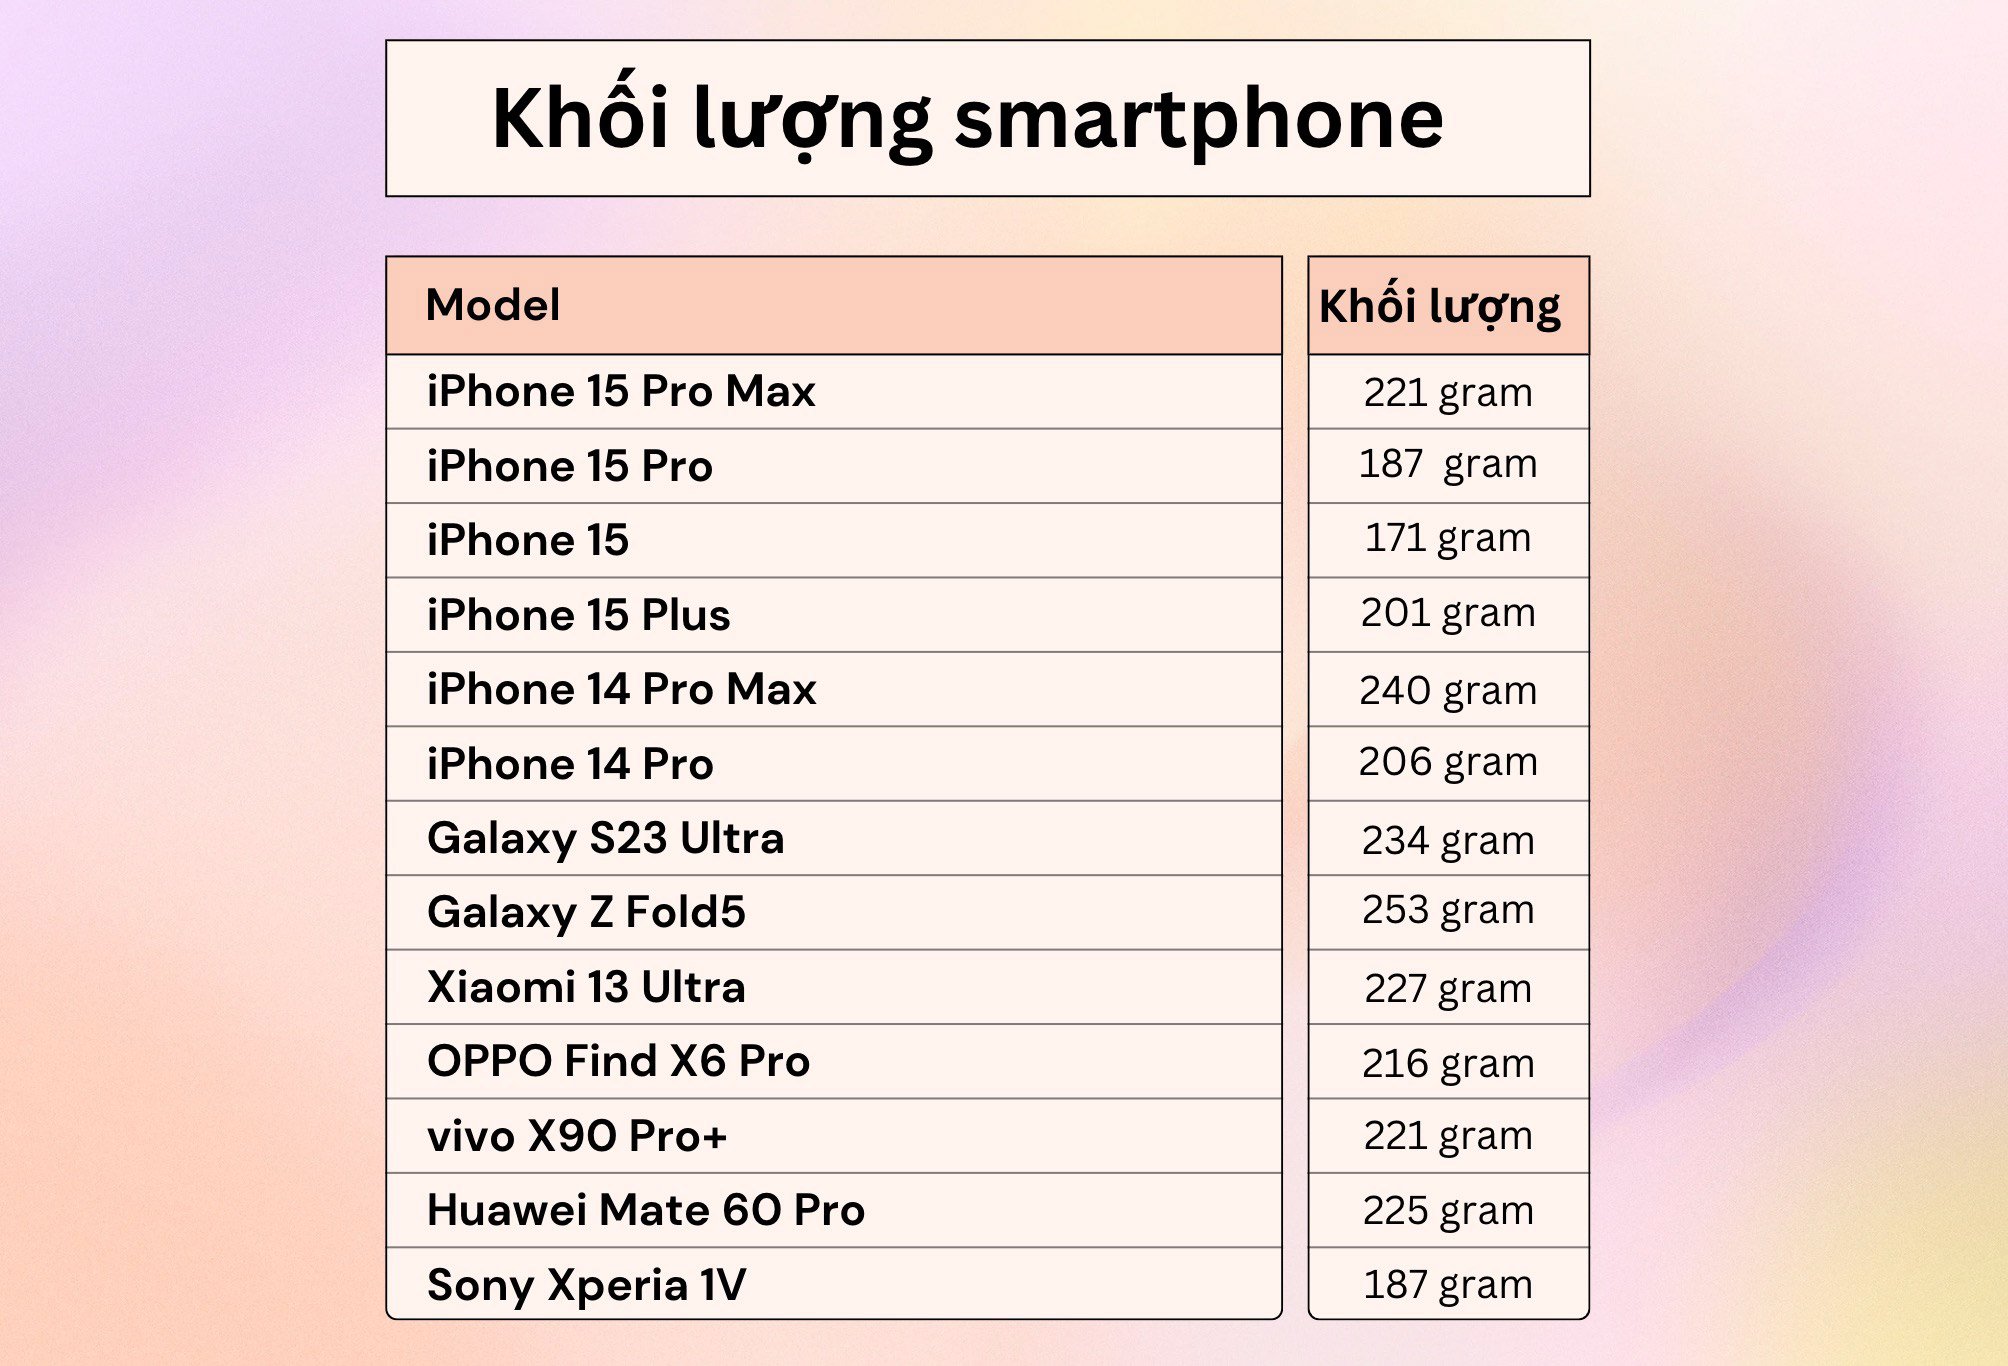 Khối lượng smartphone
Model Khối lượng
iPhone 15 Pro Max 221 gram
iPhone 15 Pro 187 gram
iPhone 15 171 gram
iPhone 15 Plus 201 gram
iPhone 14 Pro Max 240 gram
iPhone 14 Pro 206 gram
Galaxy S23 Ultra 234 gram
Galaxy Z Fold5 253 gram
Xiaomi 13 Ultra 227 gram
OPPO Find X6 Pro 216 gram
vivo X90 Pro+ 221 gram
Huawei Mate 60 Pro 225 gram
Sony Xperia 1V 187 gram